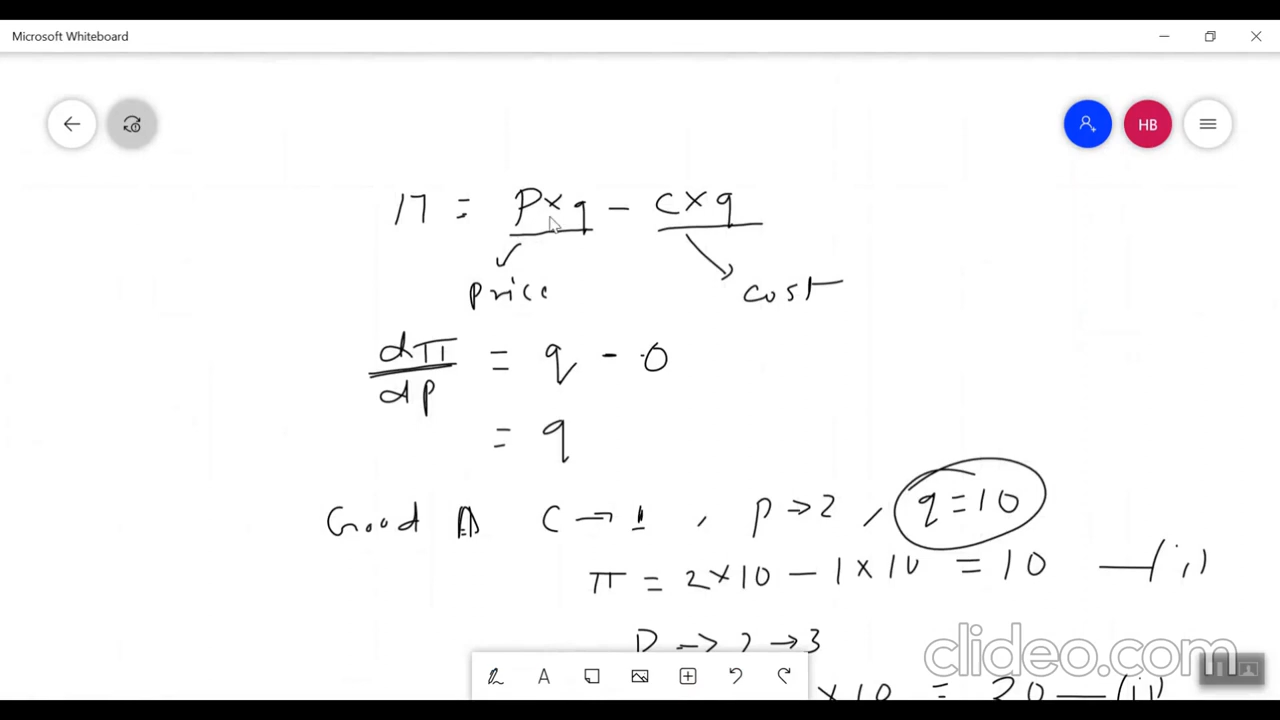 Microsoft Whiteboard
HB
π = P×q - C×q
Price
cost
dπ/dP = q - 0
= q
Good A C → 1 , P → 2 , q = 10
π = 2×10 - 1×10 = 10 —(i)
P → 2 → 3
×10 = 20 —(ii)
clideo.com